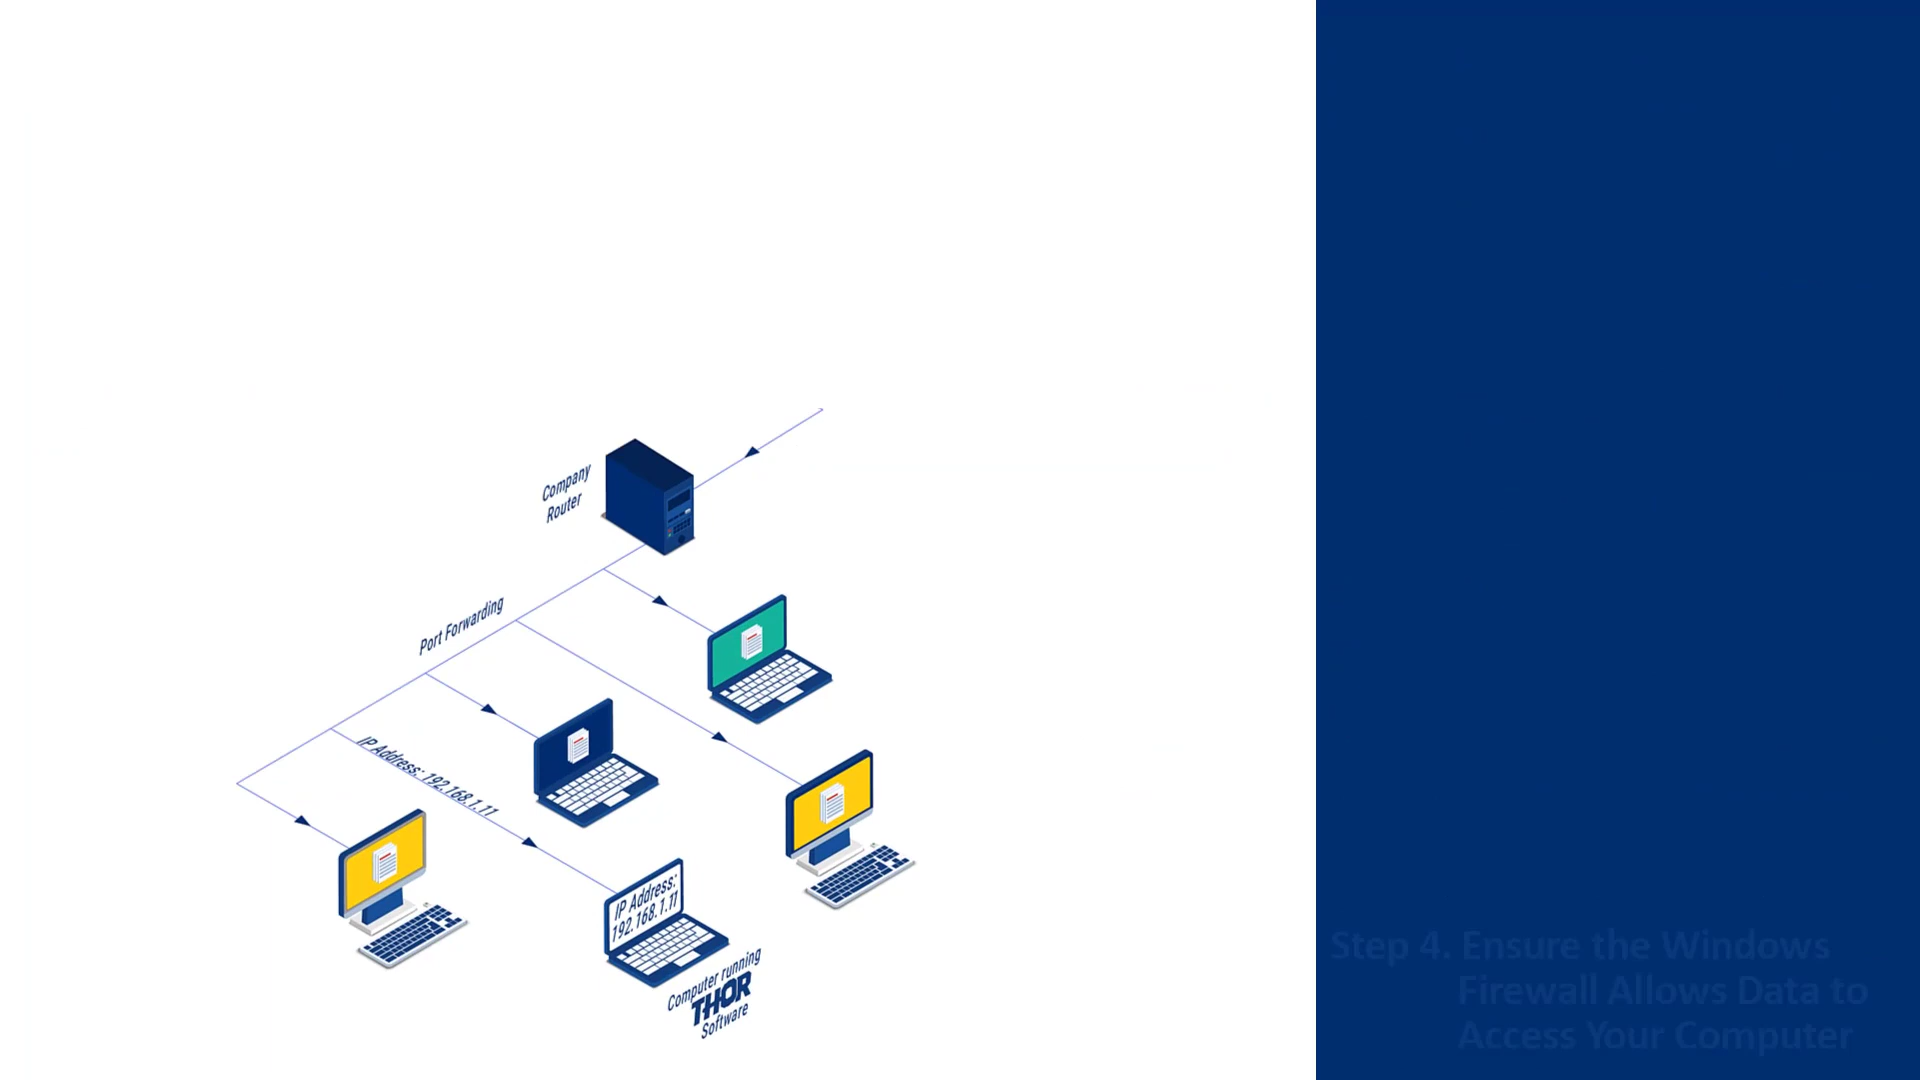 Company
Router
Port Forwarding
IP Address: 192.168.1.11
IP Address:
192.168.1.11
Computer running
THOR
Software
Step 4. Ensure the Windows
Firewall Allows Data to
Access Your Computer